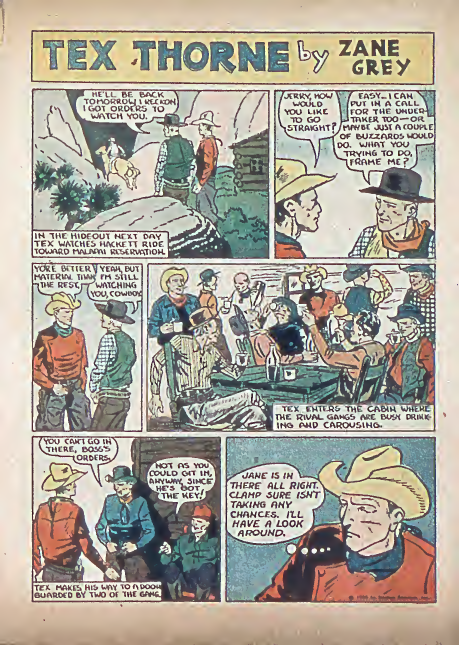 TEX THORNE by ZANE
GREY
HE'LL BE BACK
TOMORROW I RECKON.
I GOT ORDERS TO
WATCH YOU.
IN THE HIDEOUT NEXT DAY
TEX WATCHES HACKETT RIDE
TOWARD MALAPAI RESERVATION.
JERRY, HOW
WOULD
YOU LIKE
TO GO
STRAIGHT?
EASY... I CAN
PUT IN A CALL
FOR THE UNDER-
TAKER TOO—OR
MAYBE JUST A COUPLE
OF BUZZARDS WOULD
DO. WHAT YOU
TRYING TO DO,
FRAME ME?
YOU'RE BETTER
MATERIAL THAN
THE REST.
YEAH, BUT
I'M STILL
WATCHING
YOU, COWBOY.
TEX ENTERS THE CABIN WHERE
THE RIVAL GANGS ARE BUSY DRINK-
ING AND CAROUSING.
YOU CAN'T GO IN
THERE, BOSS'S
ORDERS.
NOT AS YOU
COULD GIT IN,
ANYWAY, SINCE
HE'S GOT
THE KEY!
TEX MAKES HIS WAY TO A DOOR
GUARDED BY TWO OF THE GANG.
JANE IS IN
THERE ALL RIGHT.
CLAMP SURE ISN'T
TAKING ANY
CHANCES. I'LL
HAVE A LOOK
AROUND.